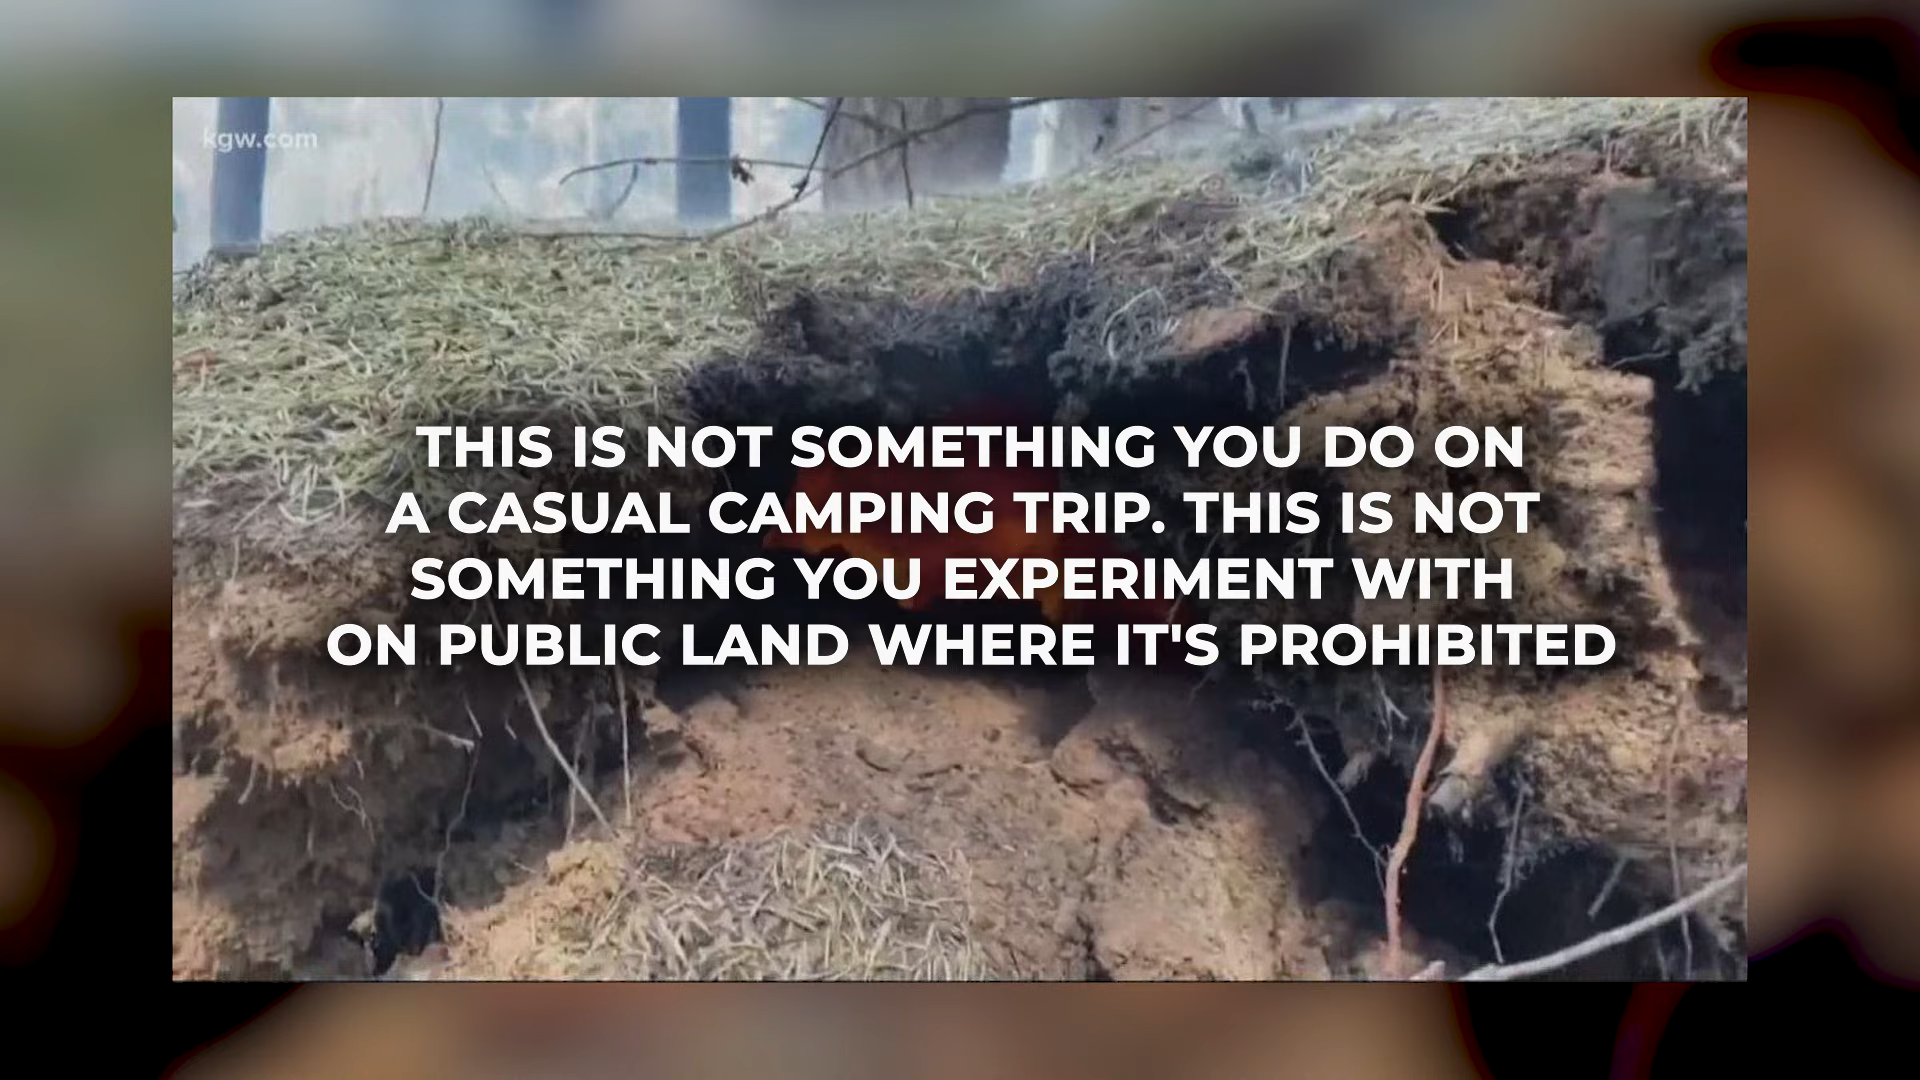 kgw.com
THIS IS NOT SOMETHING YOU DO ON
A CASUAL CAMPING TRIP. THIS IS NOT
SOMETHING YOU EXPERIMENT WITH
ON PUBLIC LAND WHERE IT'S PROHIBITED